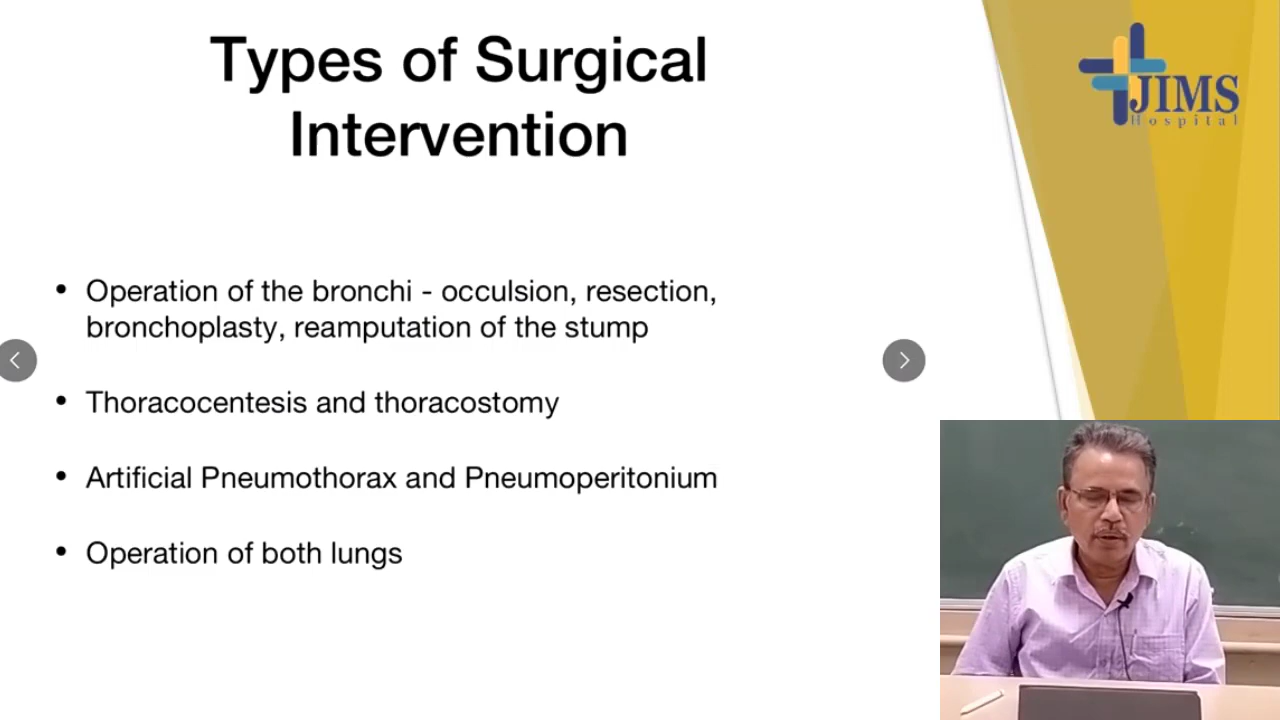 Types of Surgical
Intervention
JIMS
Hospital
• Operation of the bronchi - occulsion, resection,
bronchoplasty, reamputation of the stump
• Thoracocentesis and thoracostomy
• Artificial Pneumothorax and Pneumoperitonium
• Operation of both lungs